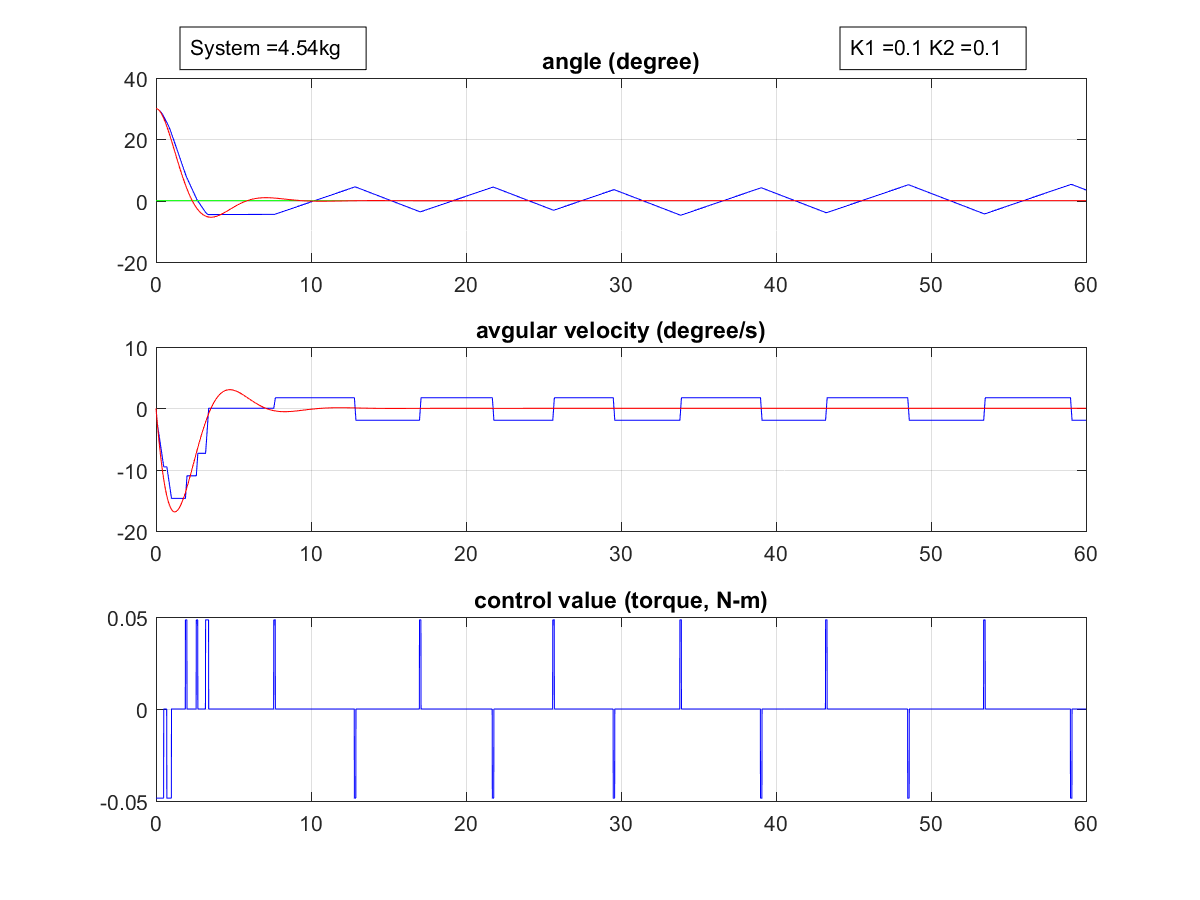 System =4.54kg
K1 =0.1 K2 =0.1
angle (degree)
40
20
0
-20
0 10 20 30 40 50 60
avgular velocity (degree/s)
10
0
-10
-20
0 10 20 30 40 50 60
control value (torque, N-m)
0.05
0
-0.05
0 10 20 30 40 50 60